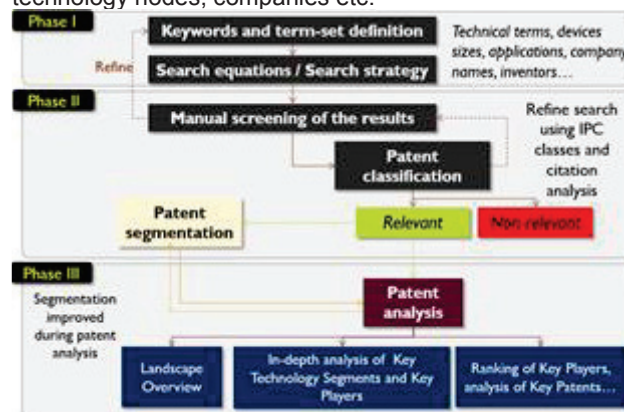 technology nodes, companies etc.
Phase I
Keywords and term-set definition
Technical terms, devices
sizes, applications, company
names, inventors...
Refine
Search equations / Search strategy
Phase II
Manual screening of the results
Refine search
using IPC
classes and
citation
analysis
Patent
classification
Patent
segmentation
Relevant
Non relevant
Phase III
Segmentation
improved
during patent
analysis
Patent
analysis
Landscape
Overview
In-depth analysis of Key
Technology Segments and Key
Players
Ranking of Key Players,
analysis of Key Patents...